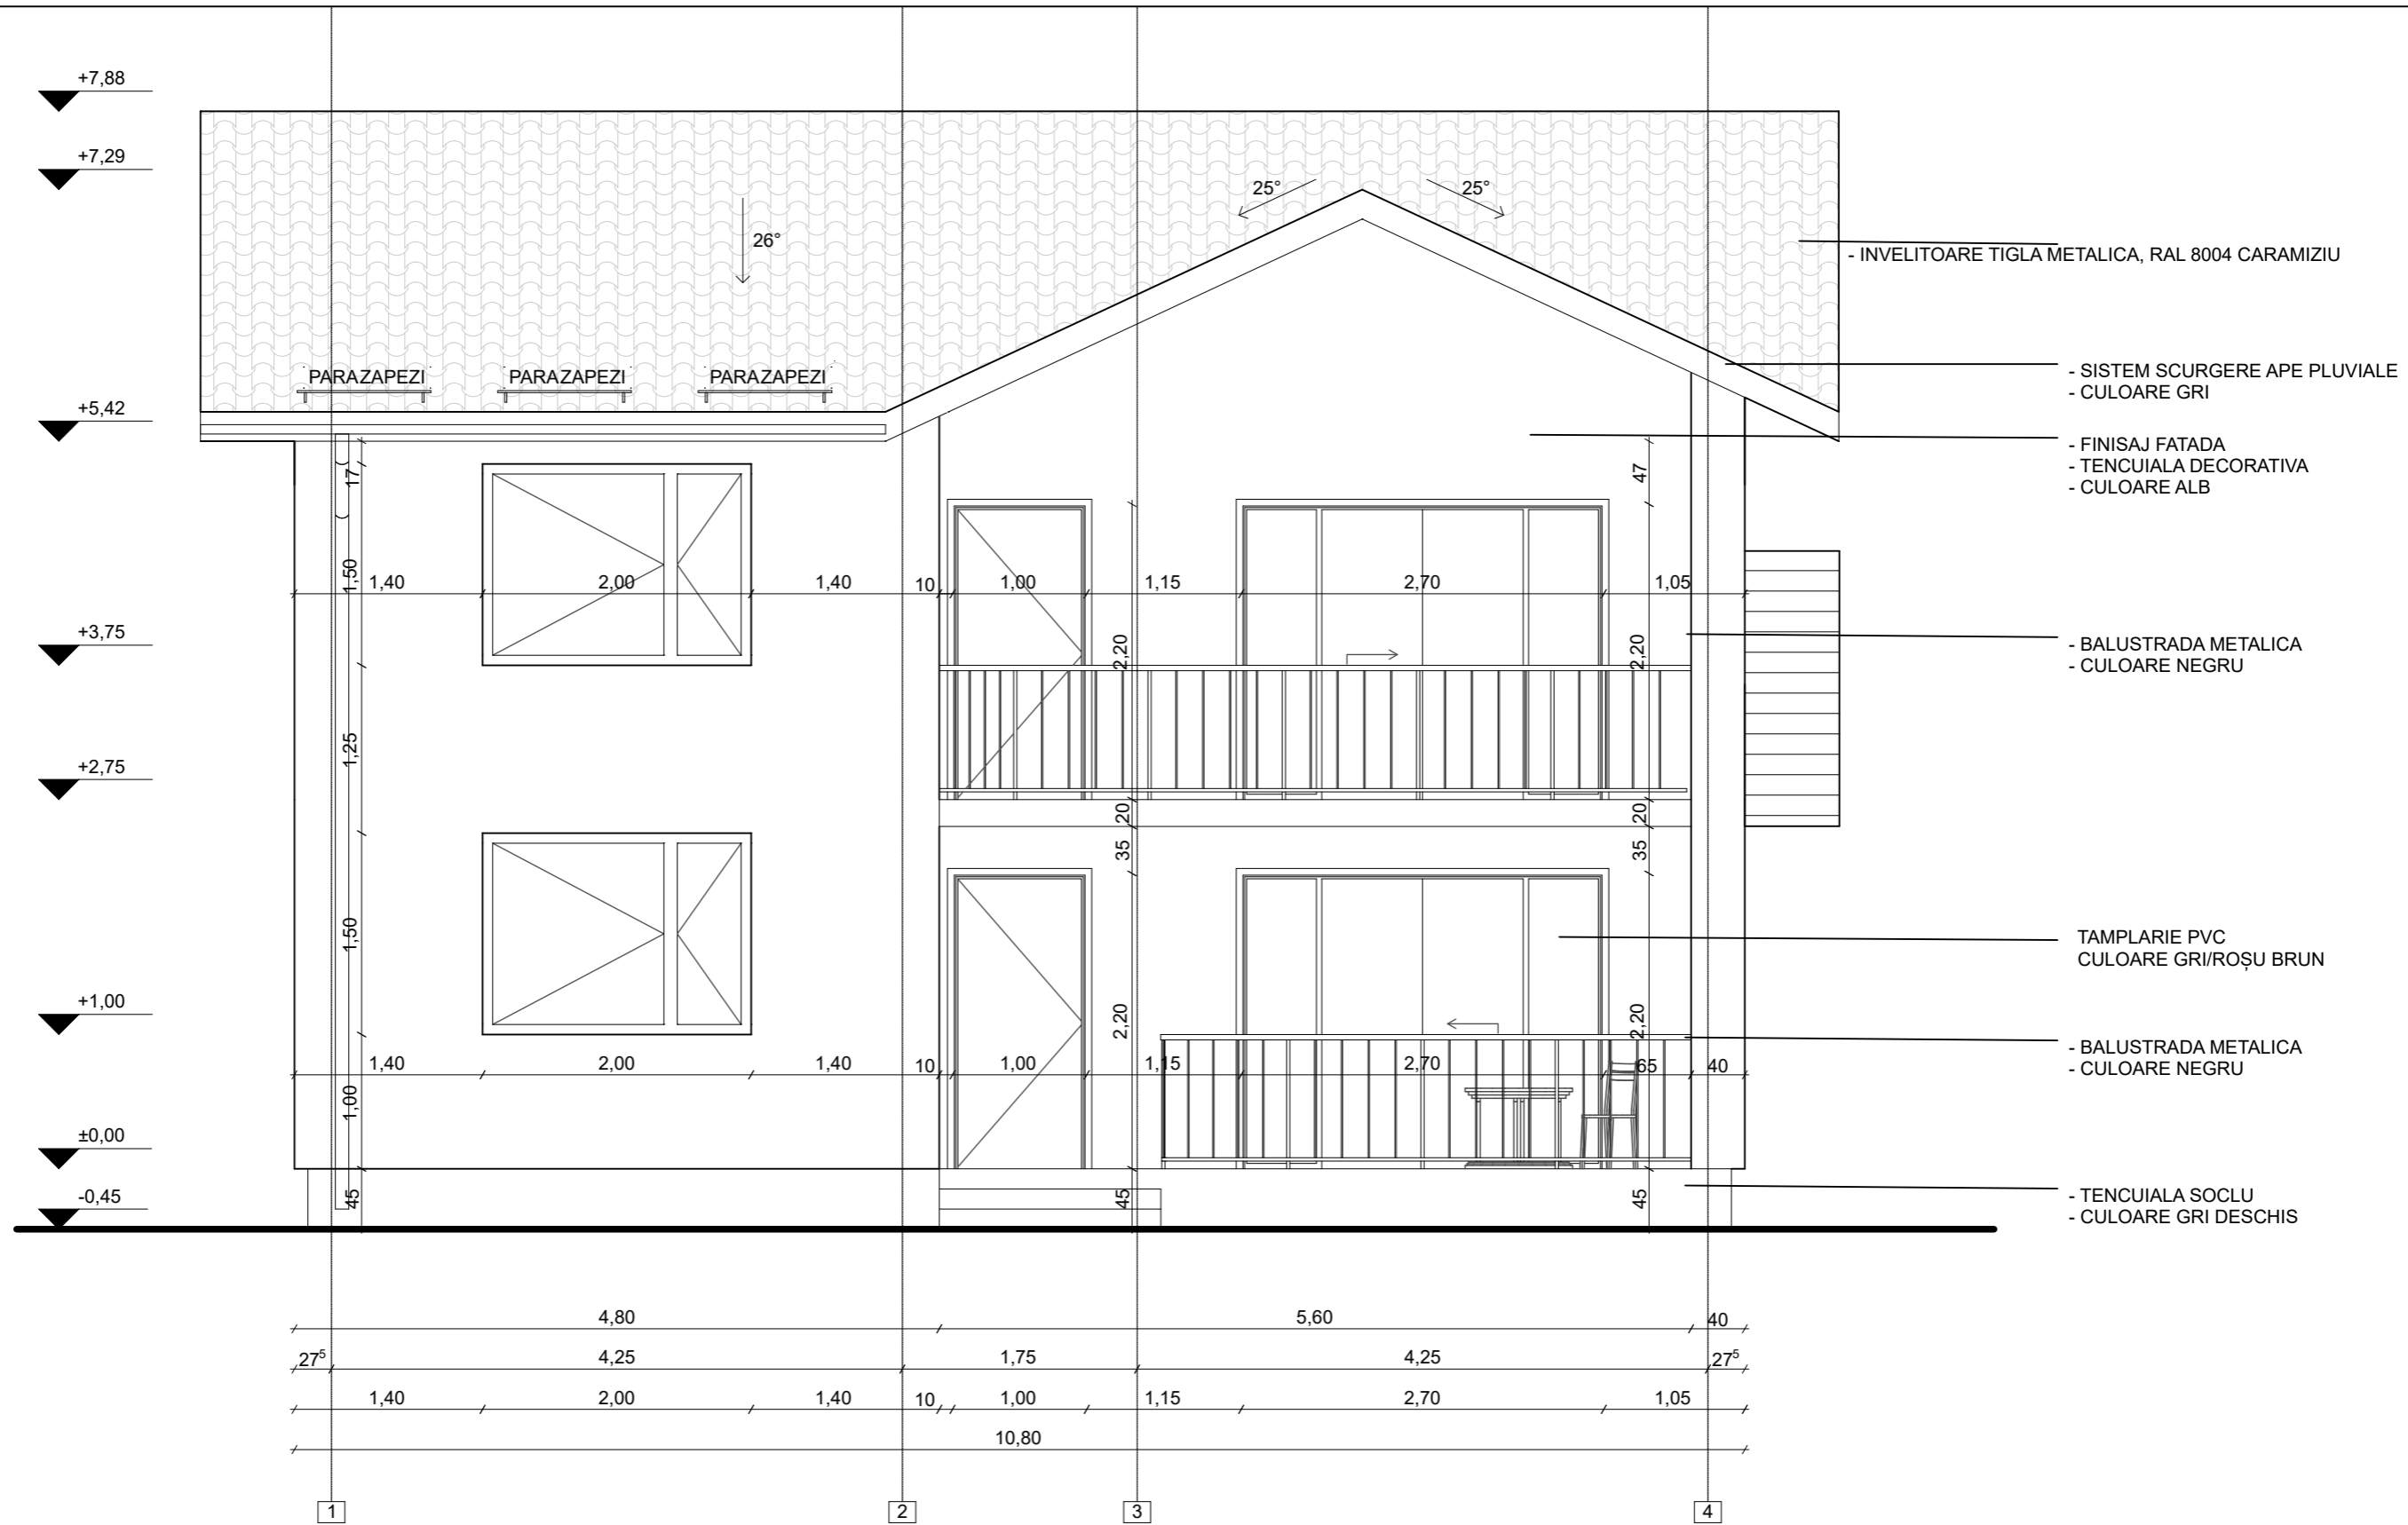 +7,88
+7,29
25°
25°
26°
- INVELITOARE TIGLA METALICA, RAL 8004 CARAMIZIU
PARAZAPEZI PARAZAPEZI PARAZAPEZI
- SISTEM SCURGERE APE PLUVIALE
- CULOARE GRI
+5,42
- FINISAJ FATADA
- TENCUIALA DECORATIVA
- CULOARE ALB
17
47
1,50
1,40 2,00 1,40 10 1,00 1,15 2,70 1,05
+3,75
2,20
2,20
- BALUSTRADA METALICA
- CULOARE NEGRU
1,25
+2,75
20
20
35
35
1,50
TAMPLARIE PVC
CULOARE GRI/ROȘU BRUN
+1,00
2,20
2,20
- BALUSTRADA METALICA
- CULOARE NEGRU
1,40 2,00 1,40 10 1,00 1,15 2,70 65 40
1,00
±0,00
-0,45
45
45
45
- TENCUIALA SOCLU
- CULOARE GRI DESCHIS
4,80 5,60 40
27⁵ 4,25 1,75 4,25 27⁵
1,40 2,00 1,40 10 1,00 1,15 2,70 1,05
10,80
1 2 3 4